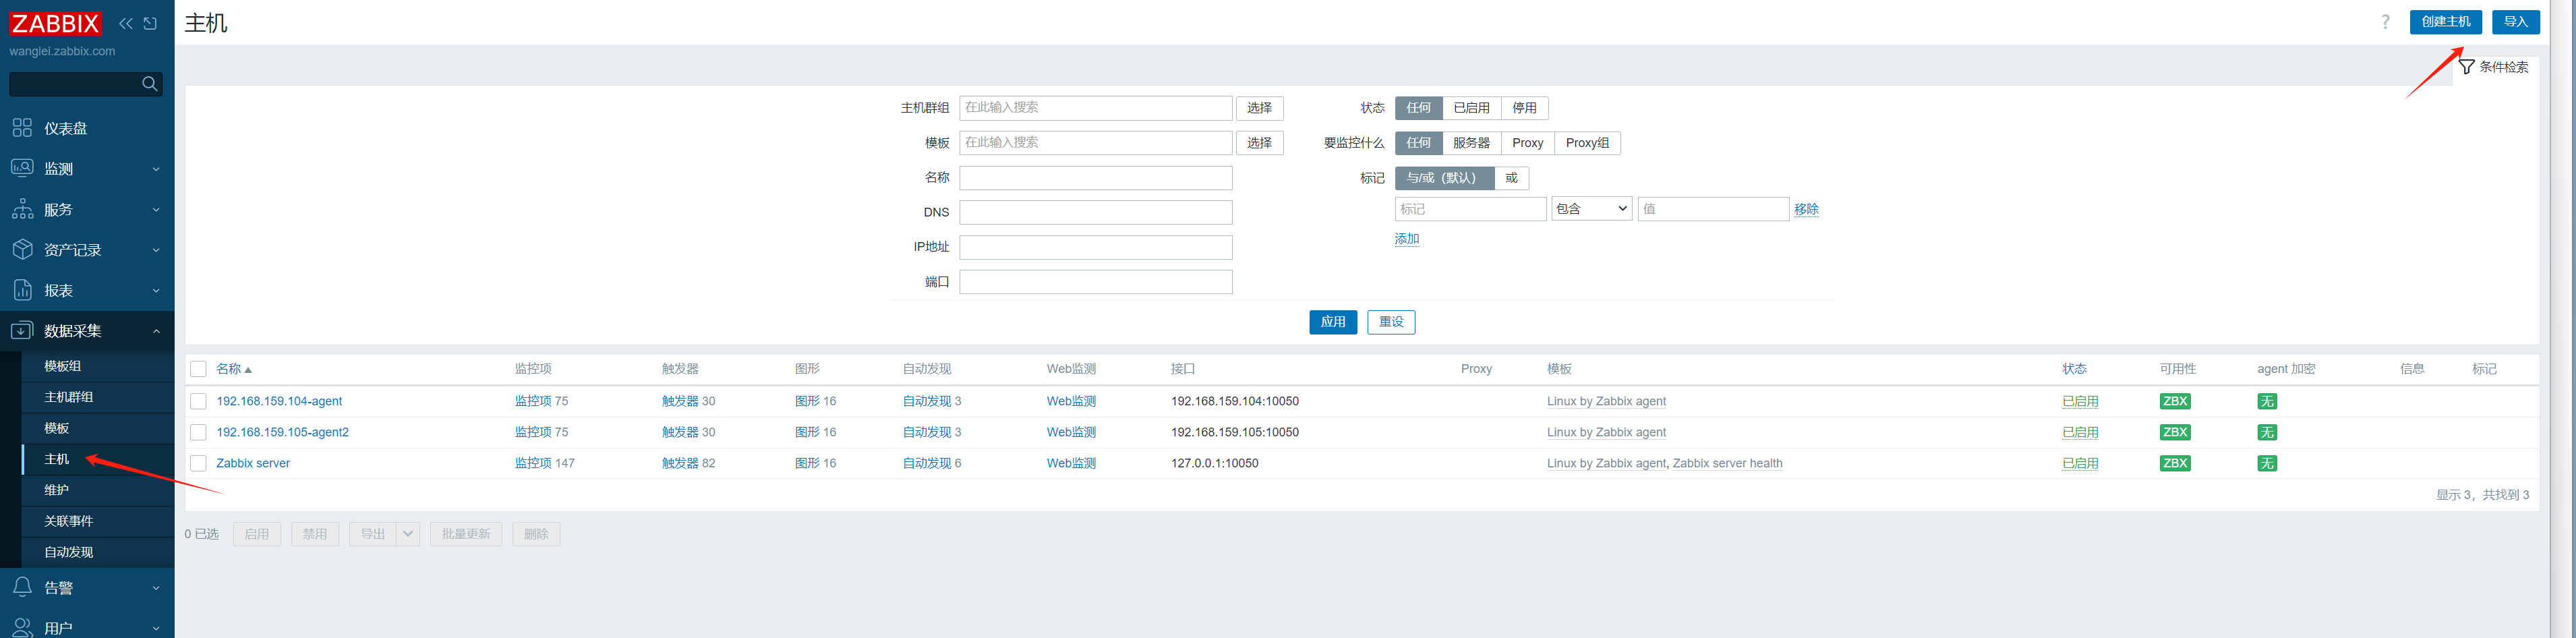 ZABBIX
wanglei.zabbix.com
仪表盘
监测
服务
资产记录
报表
数据采集
模板组
主机群组
模板
主机
维护
关联事件
自动发现
告警
用户
主机
? 创建主机 导入
条件检索
主机群组 在此输入搜索 选择
模板 在此输入搜索 选择
名称
DNS
IP地址
端口
状态 任何 已启用 停用
要监控什么 任何 服务器 Proxy Proxy组
标记 与/或（默认） 或
标记 包含 值 移除
添加
应用 重设
名称 监控项 触发器 图形 自动发现 Web监测 接口 Proxy 模板 状态 可用性 agent 加密 信息 标记
192.168.159.104-agent 监控项 75 触发器 30 图形 16 自动发现 3 Web监测 192.168.159.104:10050 Linux by Zabbix agent 已启用 ZBX 无
192.168.159.105-agent2 监控项 75 触发器 30 图形 16 自动发现 3 Web监测 192.168.159.105:10050 Linux by Zabbix agent 已启用 ZBX 无
Zabbix server 监控项 147 触发器 82 图形 16 自动发现 6 Web监测 127.0.0.1:10050 Linux by Zabbix agent, Zabbix server health 已启用 ZBX 无
显示 3，共找到 3
0 已选 启用 禁用 导出 批量更新 删除